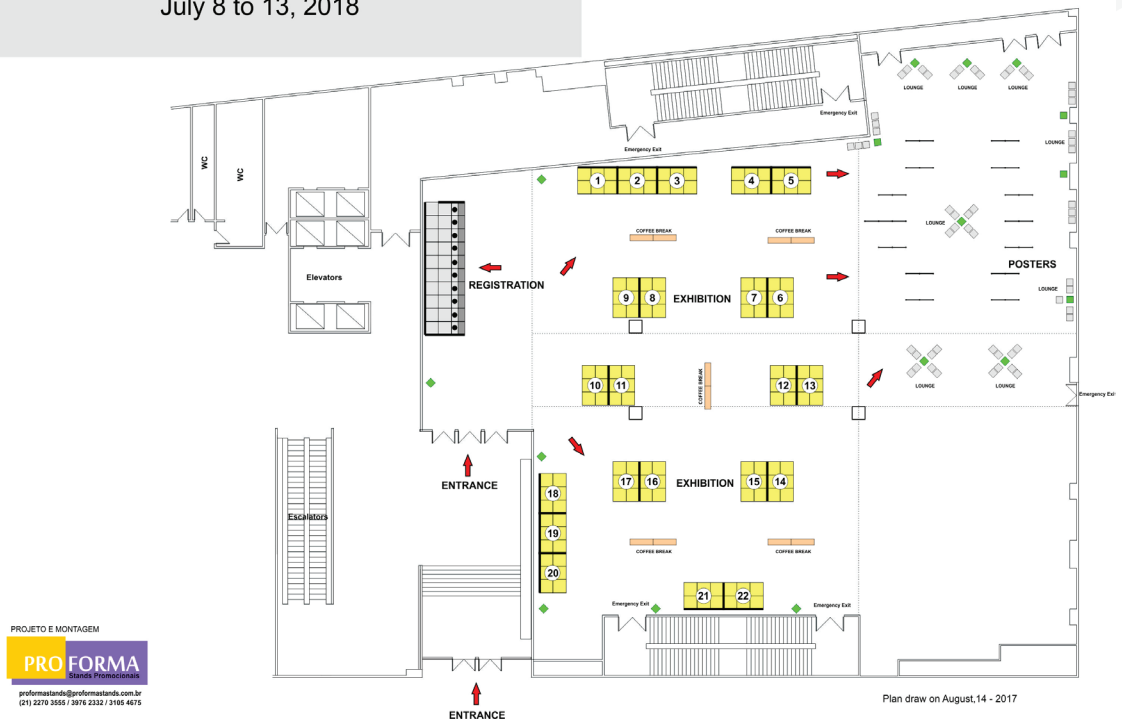 July 8 to 13, 2018
LOUNGE
LOUNGE
LOUNGE
Emergency Exit
Emergency Exit
LOUNGE
WC
WC
1
2
3
4
5
COFFEE BREAK
COFFEE BREAK
LOUNGE
POSTERS
Elevators
REGISTRATION
LOUNGE
9
8
EXHIBITION
7
6
10
11
COFFEE BREAK
12
13
LOUNGE
LOUNGE
Emergency Exit
ENTRANCE
17
16
EXHIBITION
15
14
18
Escalators
19
COFFEE BREAK
COFFEE BREAK
20
21
22
Emergency Exit
Emergency Exit
PROJETO E MONTAGEM
PRO FORMA
Stands Promocionais
proformastands@proformastands.com.br
(21) 2270 3555 / 3976 2332 / 3105 4675
Plan draw on August,14 - 2017
ENTRANCE